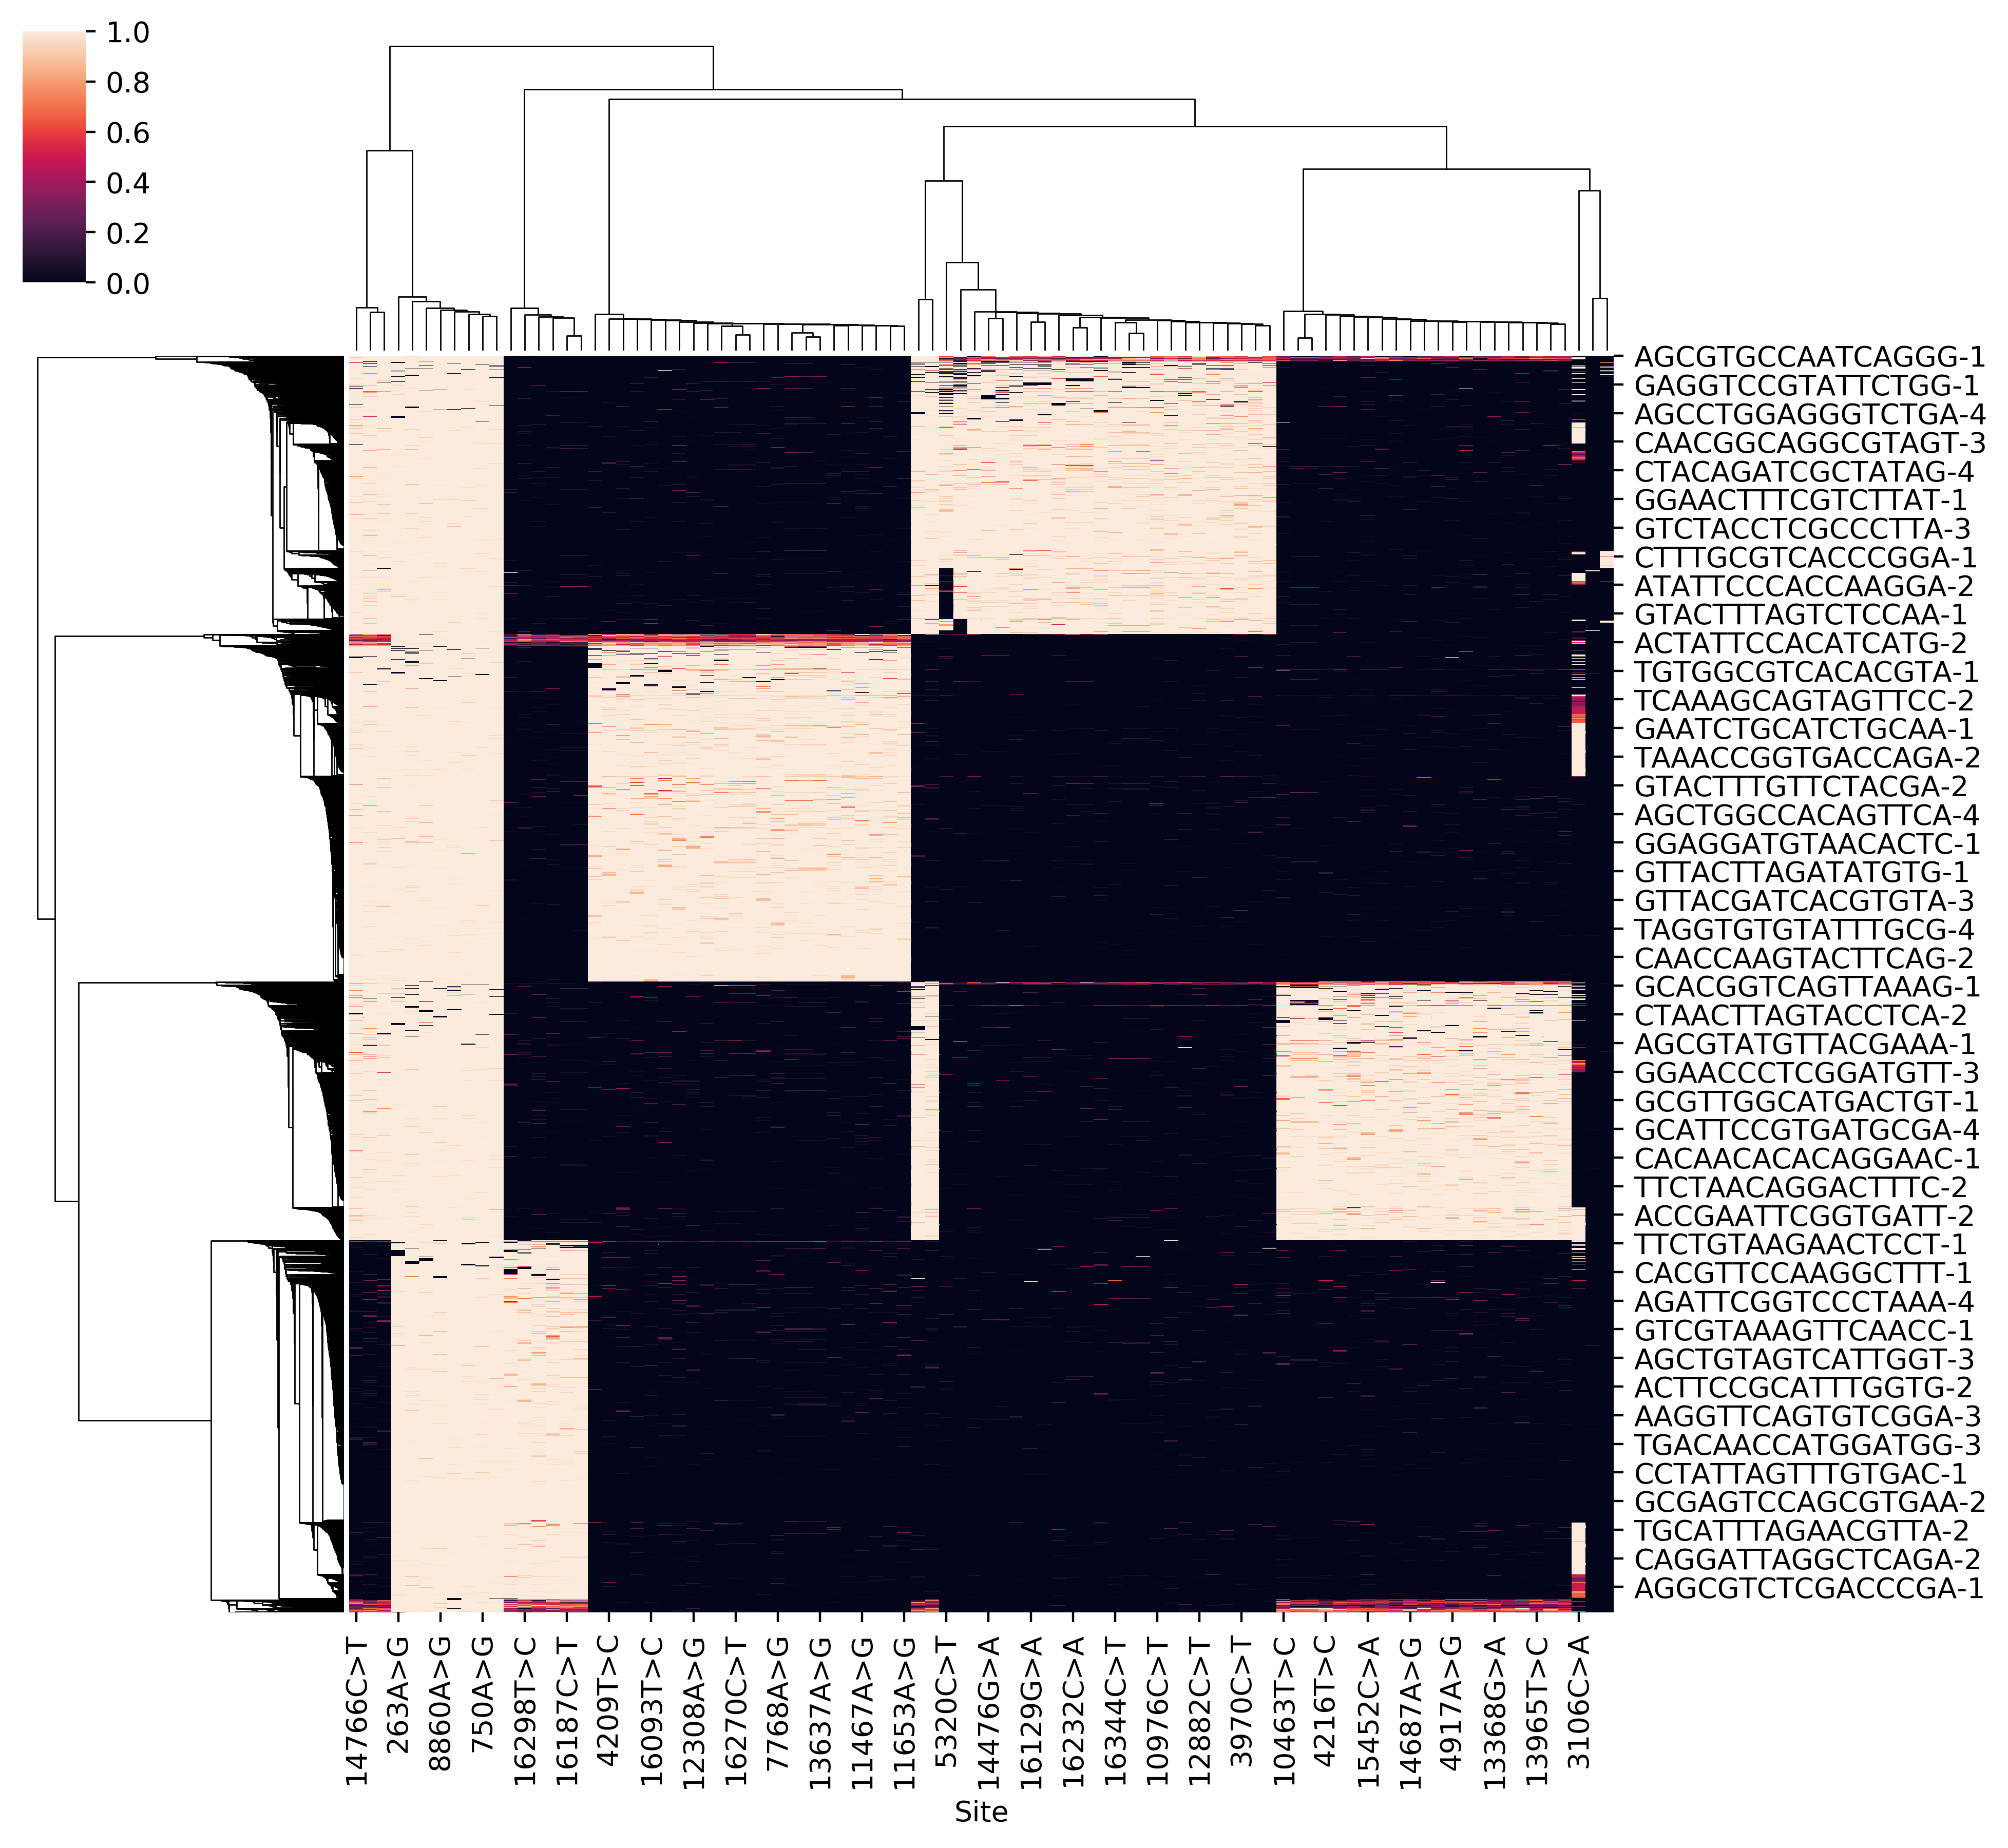 1.0
0.8
0.6
0.4
0.2
0.0
AGCGTGCCAATCAGGG-1
GAGGTCCGTATTCTGG-1
AGCCTGGAGGGTCTGA-4
CAACGGCAGGCGTAGT-3
CTACAGATCGCTATAG-4
GGAACTTTCGTCTTAT-1
GTCTACCTCGCCCTTA-3
CTTTGCGTCACCCGGA-1
ATATTCCCACCAAGGA-2
GTACTTTAGTCTCCAA-1
ACTATTCCACATCATG-2
TGTGGCGTCACACGTA-1
TCAAAGCAGTAGTTCC-2
GAATCTGCATCTGCAA-1
TAAACCGGTGACCAGA-2
GTACTTTGTTCTACGA-2
AGCTGGCCACAGTTCA-4
GGAGGATGTAACACTC-1
GTTACTTAGATATGTG-1
GTTACGATCACGTGTA-3
TAGGTGTGTATTTGCG-4
CAACCAAGTACTTCAG-2
GCACGGTCAGTTAAAG-1
CTAACTTAGTACCTCA-2
AGCGTATGTTACGAAA-1
GGAACCCTCGGATGTT-3
GCGTTGGCATGACTGT-1
GCATTCCGTGATGCGA-4
CACAACACACAGGAAC-1
TTCTAACAGGACTTTC-2
ACCGAATTCGGTGATT-2
TTCTGTAAGAACTCCT-1
CACGTTCCAAGGCTTT-1
AGATTCGGTCCCTAAA-4
GTCGTAAAGTTCAACC-1
AGCTGTAGTCATTGGT-3
ACTTCCGCATTTGGTG-2
AAGGTTCAGTGTCGGA-3
TGACAACCATGGATGG-3
CCTATTAGTTTGTGAC-1
GCGAGTCCAGCGTGAA-2
TGCATTTAGAACGTTA-2
CAGGATTAGGCTCAGA-2
AGGCGTCTCGACCCGA-1
14766C>T
263A>G
8860A>G
750A>G
16298T>C
16187C>T
4209T>C
16093T>C
12308A>G
16270C>T
7768A>G
13637A>G
11467A>G
11653A>G
5320C>T
14476G>A
16129G>A
16232C>A
16344C>T
10976C>T
12882C>T
3970C>T
10463T>C
4216T>C
15452C>A
14687A>G
4917A>G
13368G>A
13965T>C
3106C>A
Site